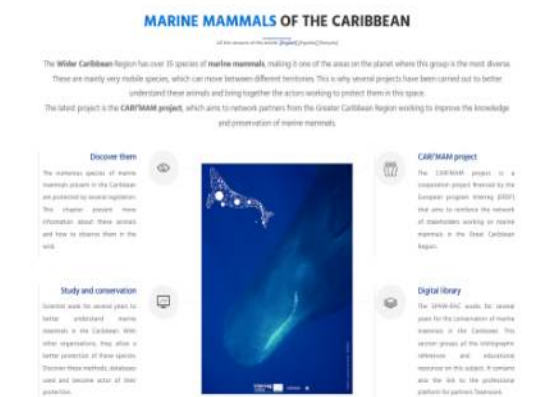 MARINE MAMMALS OF THE CARIBBEAN
The Wider Caribbean Region has over 35 species of marine mammals, making it one of the areas on the planet where this group is the most diverse.
These are mainly very mobile species, which can move between different territories. This is why several projects have been carried out to better
understand these animals and bring together the actors working to protect them in this space.
The latest project is the CARI'MAM project, which aims to network partners from the Greater Caribbean Region working to improve the knowledge
and preservation of marine mammals.
Discover them
The numerous species of marine
mammals present in the Caribbean
are protected by several legislation.
This chapter present more
information about these animals
and how to observe them in the
wild.
CARI'MAM project
The CARI'MAM project is a
cooperation project financed by the
European program Interreg (ERDF)
that aims to reinforce the network
of stakeholders working on marine
mammals in the Great Caribbean
Region.
Study and conservation
Scientist work for several years to
better understand marine
mammals in the Caribbean. With
other organisations, they allow a
better protection of these species.
Discover these methods, databases
used and become actor of their
protection.
Digital library
The SPAW-RAC works for several
years for the conservation of marine
mammals in the Caribbean. This
section groups all the bibliographic
references and educational
resources on this subject. It contains
also the link to the professional
platform for partners Teamwork.
Interreg